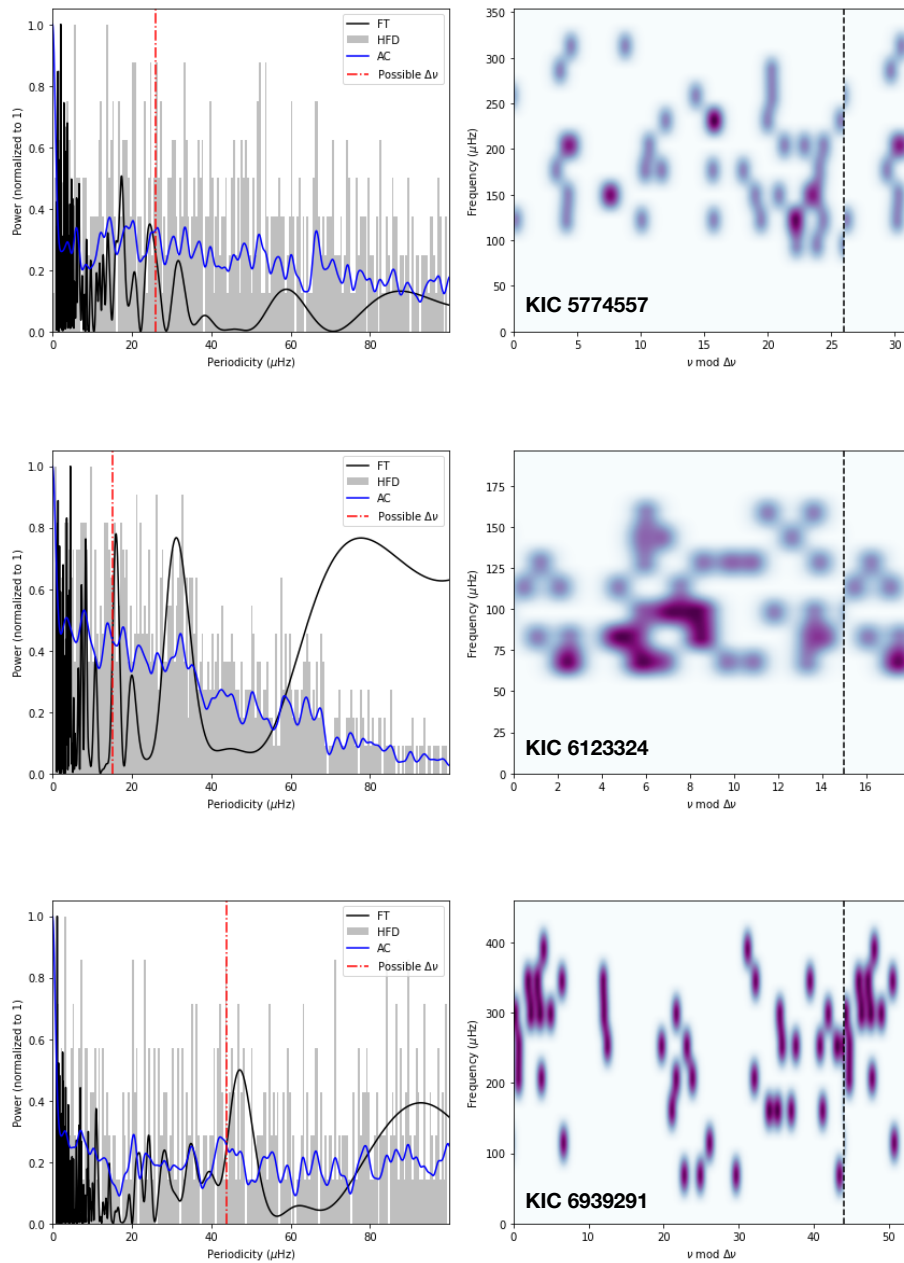 1.0
0.8
0.6
0.4
0.2
0.0
Power (normalized to 1)
FT
HFD
AC
Possible Δν
0 20 40 60 80
Periodicity (μHz)
350
300
250
200
150
100
50
0
Frequency (μHz)
KIC 5774557
0 5 10 15 20 25 30
ν mod Δν
1.0
0.8
0.6
0.4
0.2
0.0
Power (normalized to 1)
FT
HFD
AC
Possible Δν
0 20 40 60 80
Periodicity (μHz)
175
150
125
100
75
50
25
0
Frequency (μHz)
KIC 6123324
0 2 4 6 8 10 12 14 16
ν mod Δν
1.0
0.8
0.6
0.4
0.2
0.0
Power (normalized to 1)
FT
HFD
AC
Possible Δν
0 20 40 60 80
Periodicity (μHz)
400
300
200
100
0
Frequency (μHz)
KIC 6939291
0 10 20 30 40 50
ν mod Δν